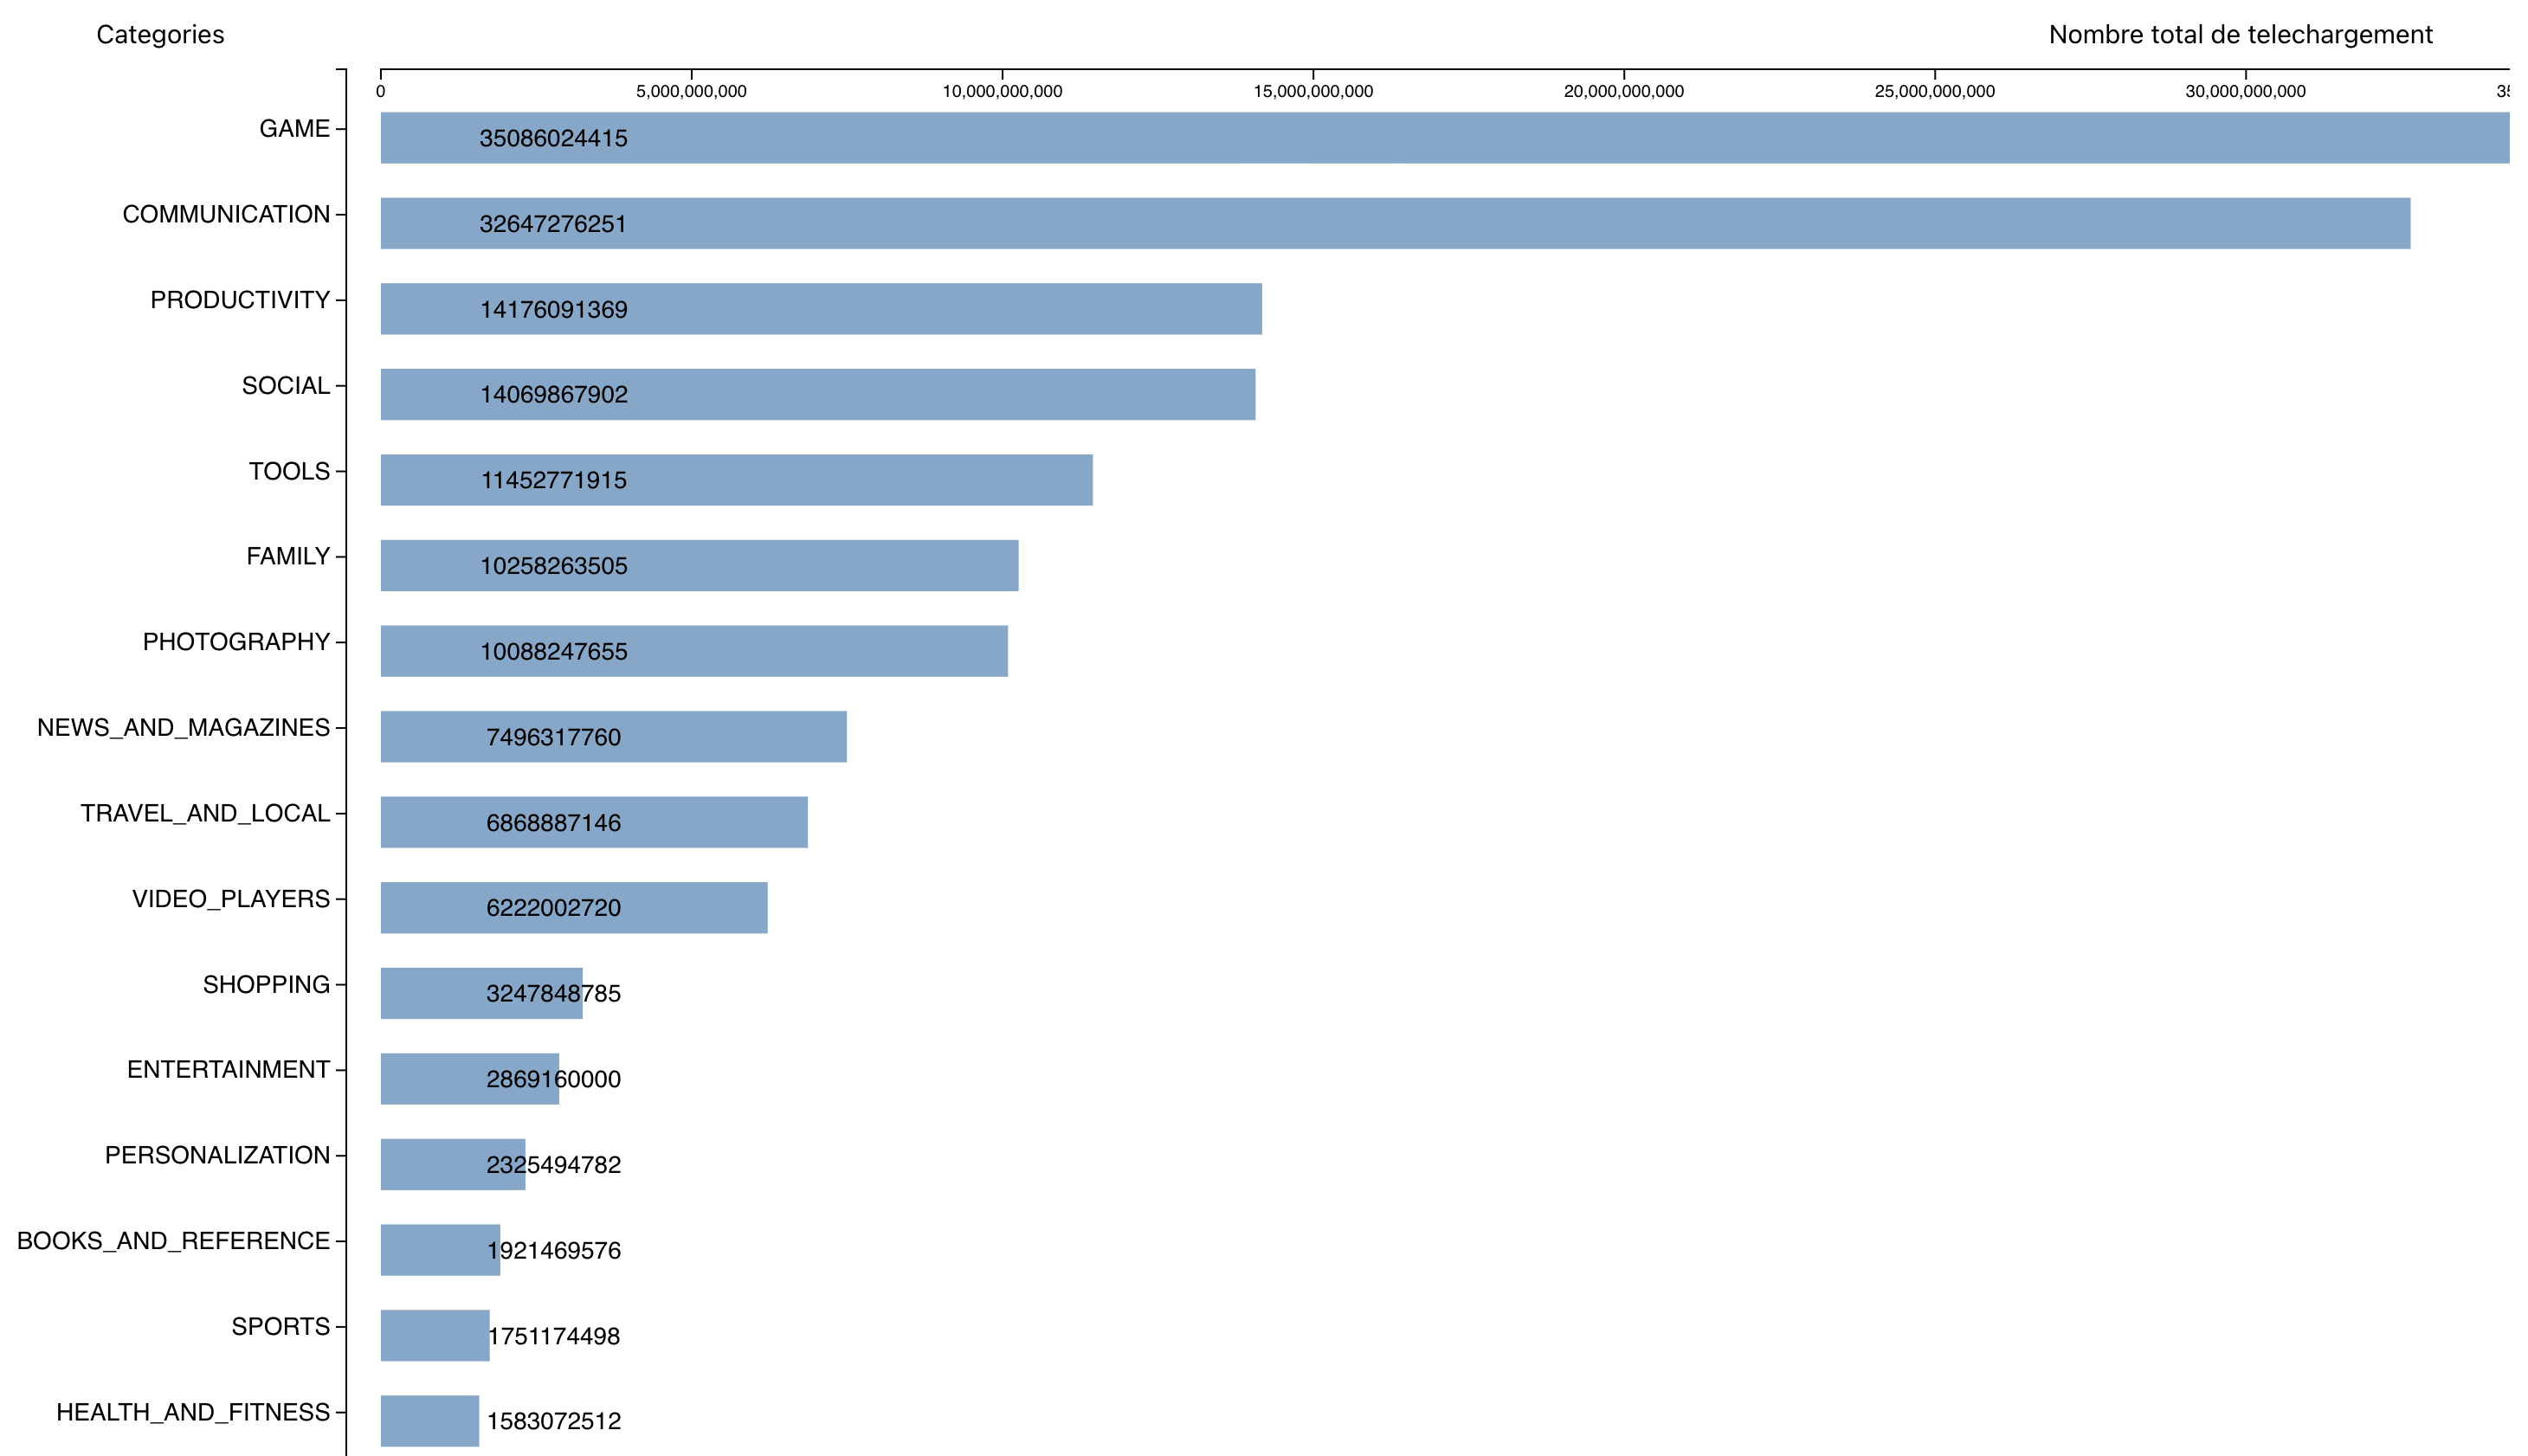 Categories Nombre total de telechargement
0 5,000,000,000 10,000,000,000 15,000,000,000 20,000,000,000 25,000,000,000 30,000,000,000 35
GAME 35086024415
COMMUNICATION 32647276251
PRODUCTIVITY 14176091369
SOCIAL 14069867902
TOOLS 11452771915
FAMILY 10258263505
PHOTOGRAPHY 10088247655
NEWS_AND_MAGAZINES 7496317760
TRAVEL_AND_LOCAL 6868887146
VIDEO_PLAYERS 6222002720
SHOPPING 3247848785
ENTERTAINMENT 2869160000
PERSONALIZATION 2325494782
BOOKS_AND_REFERENCE 1921469576
SPORTS 1751174498
HEALTH_AND_FITNESS 1583072512